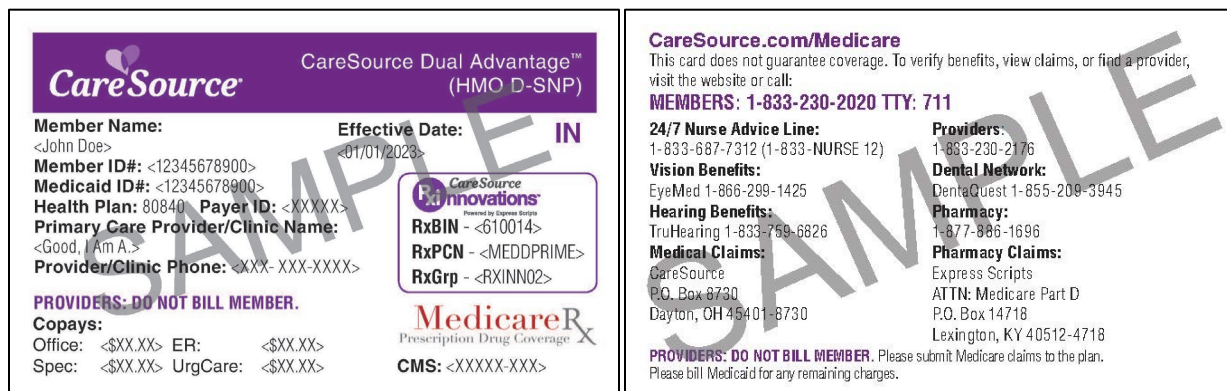 CareSource
CareSource Dual Advantage™
(HMO D-SNP)
Member Name:
<John Doe>
Effective Date:
<01/01/2023>
IN
Member ID#: <12345678900>
Medicaid ID#: <12345678900>
Health Plan: 80840 Payer ID: <XXXXX>
Primary Care Provider/Clinic Name:
<Good, I Am A.>
Provider/Clinic Phone: <XXX- XXX-XXXX>
CareSource
RxInnovations™
Powered by Express Scripts
RxBIN - <610014>
RxPCN - <MEDDPRIME>
RxGrp - <RXINN02>
PROVIDERS: DO NOT BILL MEMBER.
Copays:
Office: <$XX.XX> ER: <$XX.XX>
Spec: <$XX.XX> UrgCare: <$XX.XX>
MedicareRx
Prescription Drug Coverage
CMS: <XXXXX-XXX>
SAMPLE
CareSource.com/Medicare
This card does not guarantee coverage. To verify benefits, view claims, or find a provider,
visit the website or call:
MEMBERS: 1-833-230-2020 TTY: 711
24/7 Nurse Advice Line:
1-833-687-7312 (1-833-NURSE 12)
Vision Benefits:
EyeMed 1-866-299-1425
Hearing Benefits:
TruHearing 1-833-759-6826
Medical Claims:
CareSource
P.O. Box 8730
Dayton, OH 45401-8730
Providers:
1-833-230-2176
Dental Network:
DentaQuest 1-855-209-3945
Pharmacy:
1-877-886-1696
Pharmacy Claims:
Express Scripts
ATTN: Medicare Part D
P.O. Box 14718
Lexington, KY 40512-4718
PROVIDERS: DO NOT BILL MEMBER. Please submit Medicare claims to the plan.
Please bill Medicaid for any remaining charges.
SAMPLE